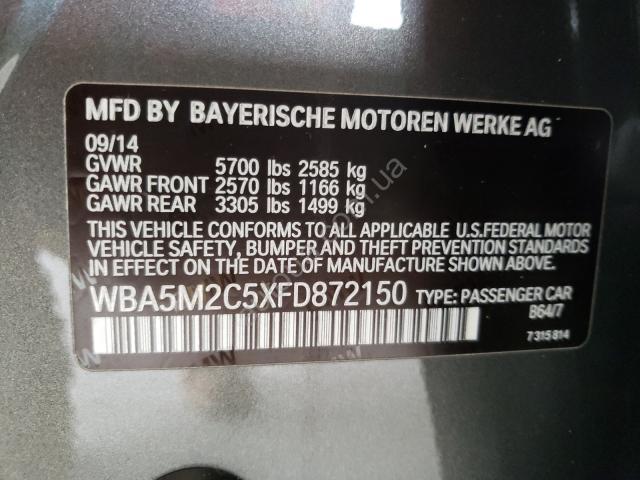 MFD BY BAYERISCHE MOTOREN WERKE AG
09/14
GVWR 5700 lbs 2585 kg
GAWR FRONT 2570 lbs 1166 kg
GAWR REAR 3305 lbs 1499 kg
THIS VEHICLE CONFORMS TO ALL APPLICABLE U.S.FEDERAL MOTOR
VEHICLE SAFETY, BUMPER AND THEFT PREVENTION STANDARDS
IN EFFECT ON THE DATE OF MANUFACTURE SHOWN ABOVE.
WBA5M2C5XFD872150 TYPE: PASSENGER CAR
B64/7
7315814